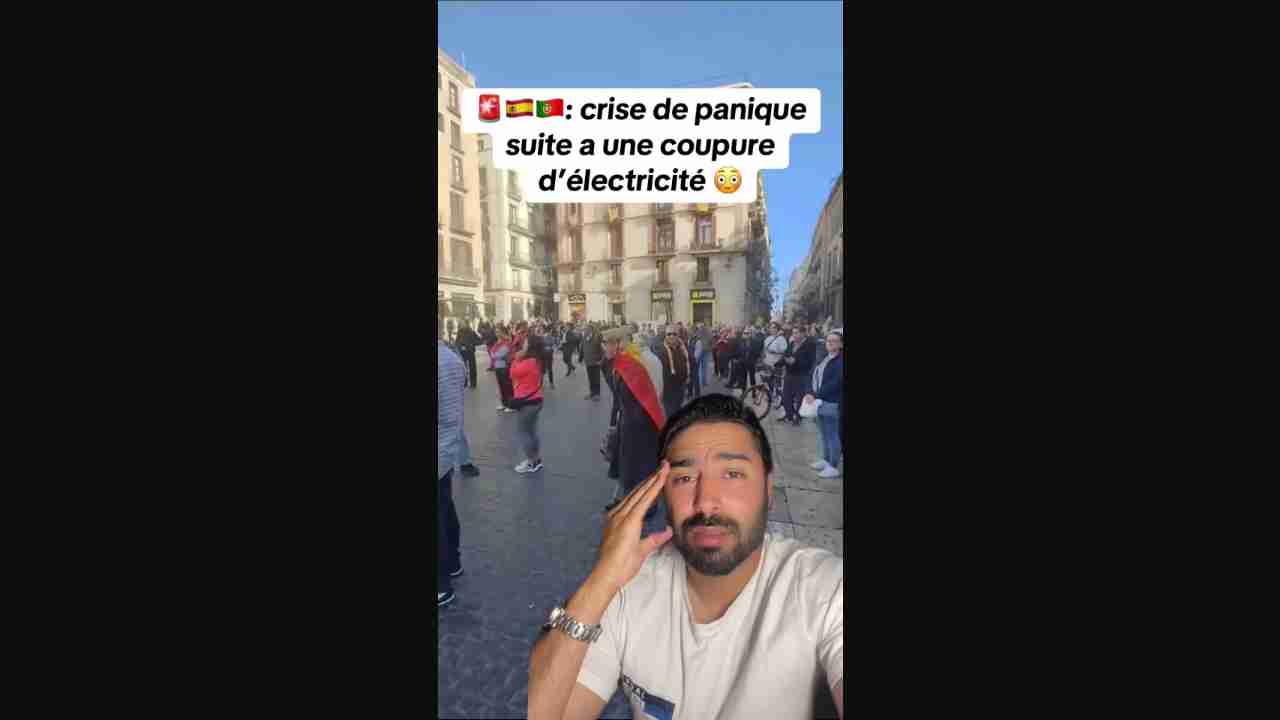 🚨🇪🇸🇵🇹: crise de panique
suite a une coupure
d’électricité 😳